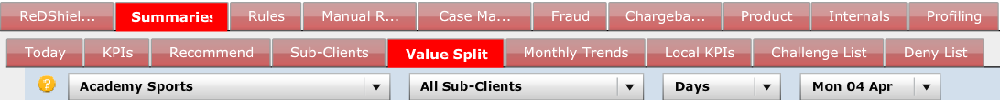 ReDShiel... Summaries Rules Manual R... Case Ma... Fraud Chargeba... Product Internals Profiling
Today KPIs Recommend Sub-Clients Value Split Monthly Trends Local KPIs Challenge List Deny List
? Academy Sports All Sub-Clients Days Mon 04 Apr